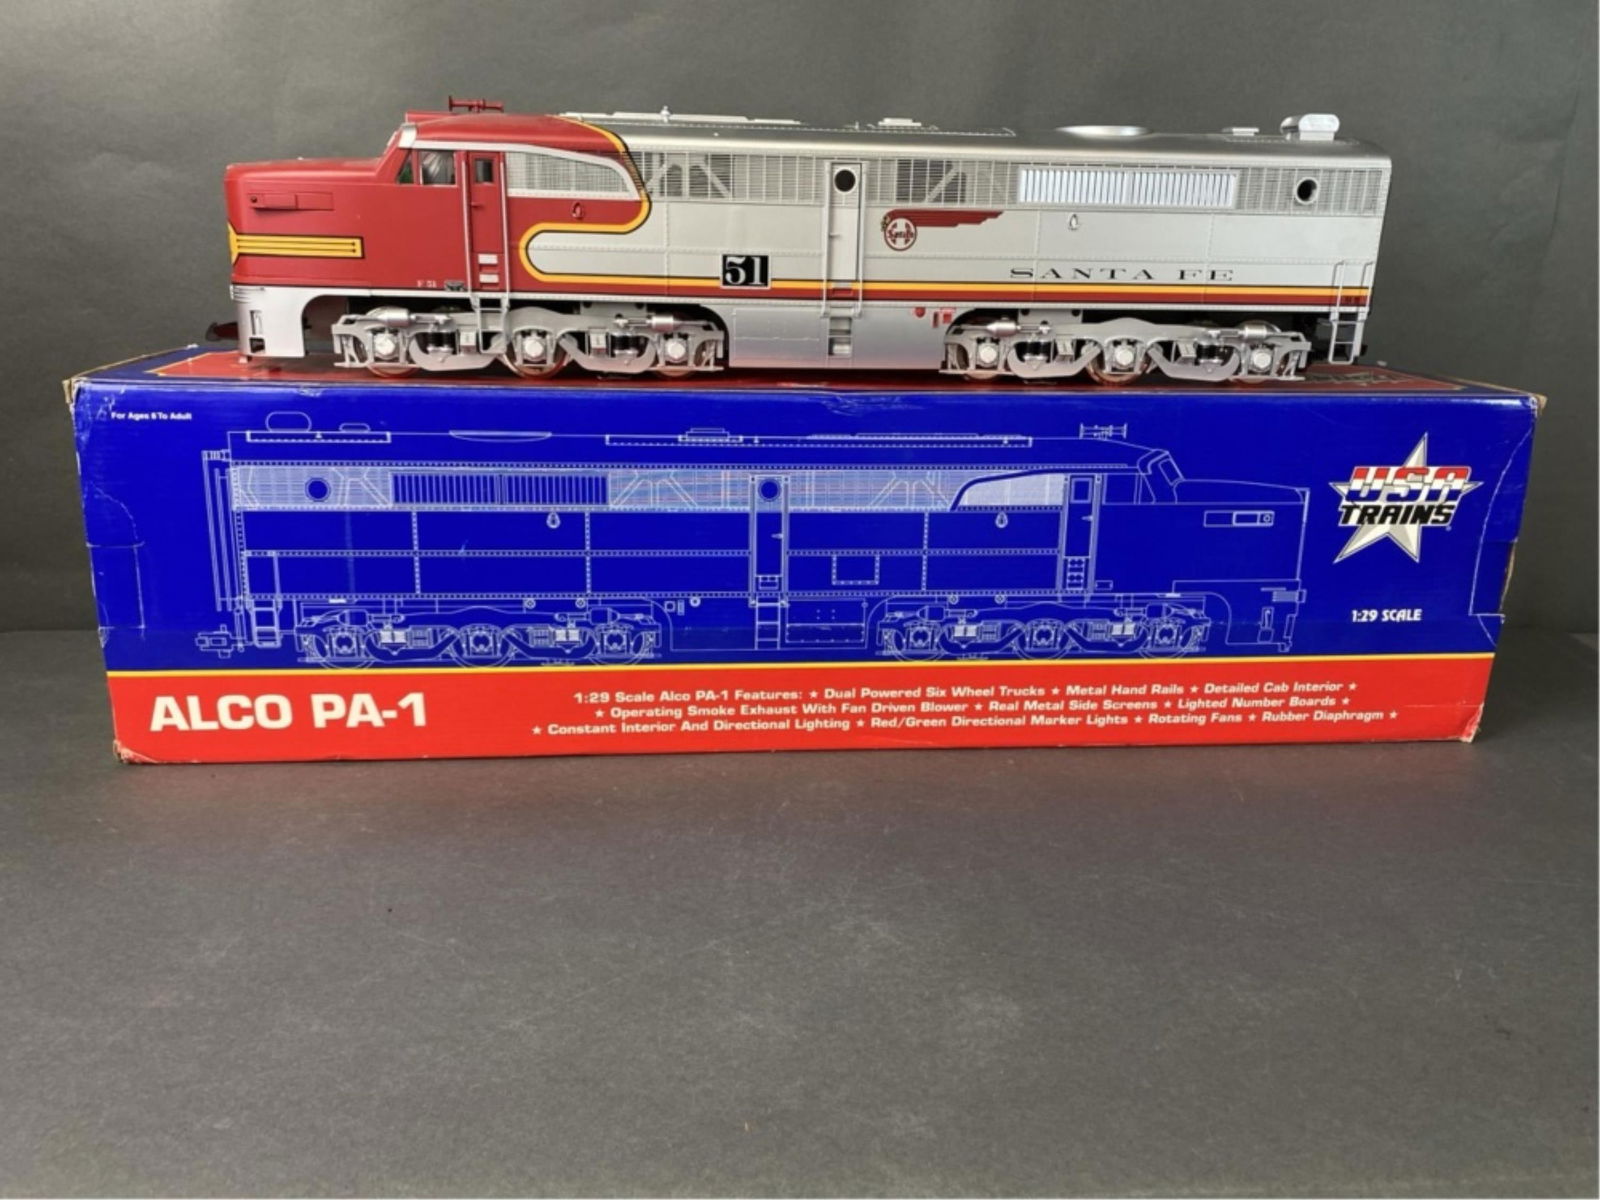 F 51
51
Santa Fe
SANTA FE
For Ages 8 To Adult
USA
TRAINS
1:29 SCALE
ALCO PA-1
1:29 Scale Alco PA-1 Features: ★ Dual Powered Six Wheel Trucks ★ Metal Hand Rails ★ Detailed Cab Interior ★
★ Operating Smoke Exhaust With Fan Driven Blower ★ Real Metal Side Screens ★ Lighted Number Boards ★
★ Constant Interior And Directional Lighting ★ Red/Green Directional Marker Lights ★ Rotating Fans ★ Rubber Diaphragm ★